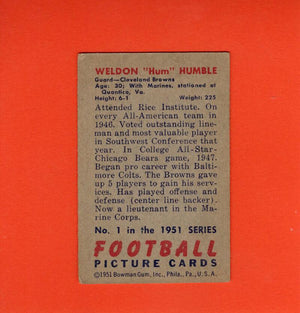 WELDON "Hum" HUMBLE
Guard—Cleveland Browns
Age: 30; With Marines, stationed at
Quantico, Va.
Height: 6-1 Weight: 225
Attended Rice Institute. On
every All-American team in
1946. Voted outstanding line-
man and most valuable player in
Southwest Conference that
year. In College All-Star-
Chicago Bears game, 1947.
Began pro career with Balti-
more Colts. The Browns gave
up 5 players to gain his serv-
ices. Has played offense and
defense (center line backer).
Now a lieutenant in the Ma-
rine Corps.
No. 1 in the 1951 SERIES
FOOTBALL
PICTURE CARDS
©1951 Bowman Gum, Inc., Phila., Pa., U.S.A.